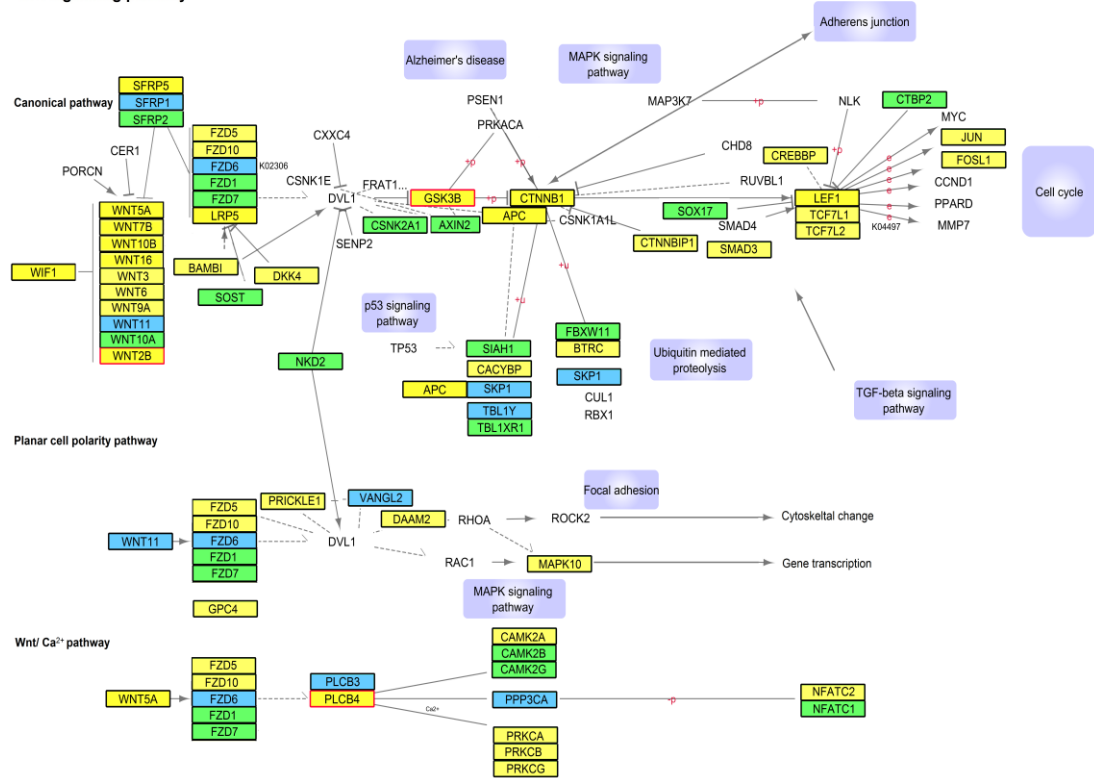 Canonical pathway
SFRP5
SFRP1
SFRP2
CER1
PORCN
WNT5A
WNT7B
WNT10B
WNT16
WNT3
WNT6
WNT9A
WNT11
WNT10A
WNT2B
WIF1
FZD5
FZD10
FZD6
K02306
FZD1
FZD7
LRP5
BAMBI
DKK4
SOST
CXXC4
CSNK1E
DVL1
FRAT1...
SENP2
NKD2
CSNK2A1
AXIN2
GSK3B
+p
Alzheimer's disease
PSEN1
PRKACA
+p
+p
CTNNB1
APC
CSNK1A1L
MAPK signaling
pathway
MAP3K7
+p
NLK
Adherens junction
CHD8
RUVBL1
CTNNBIP1
SOX17
SMAD4
SMAD3
CREBBP
+p
CTBP2
LEF1
TCF7L1
TCF7L2
K04497
MYC
JUN
FOSL1
CCND1
PPARD
MMP7
e
e
e
e
e
Cell cycle
+u
+u
p53 signaling
pathway
TP53
SIAH1
CACYBP
APC
SKP1
TBL1Y
TBL1XR1
FBXW11
BTRC
SKP1
CUL1
RBX1
Ubiquitin mediated
proteolysis
TGF-beta signaling
pathway
Planar cell polarity pathway
WNT11
FZD5
FZD10
FZD6
FZD1
FZD7
GPC4
PRICKLE1
VANGL2
DVL1
DAAM2
RHOA
ROCK2
Focal adhesion
Cytoskeltal change
RAC1
MAPK10
Gene transcription
MAPK signaling
pathway
Wnt/ Ca²⁺ pathway
WNT5A
FZD5
FZD10
FZD6
FZD1
FZD7
PLCB3
PLCB4
Ca²⁺
CAMK2A
CAMK2B
CAMK2G
PPP3CA
-p
NFATC2
NFATC1
PRKCA
PRKCB
PRKCG